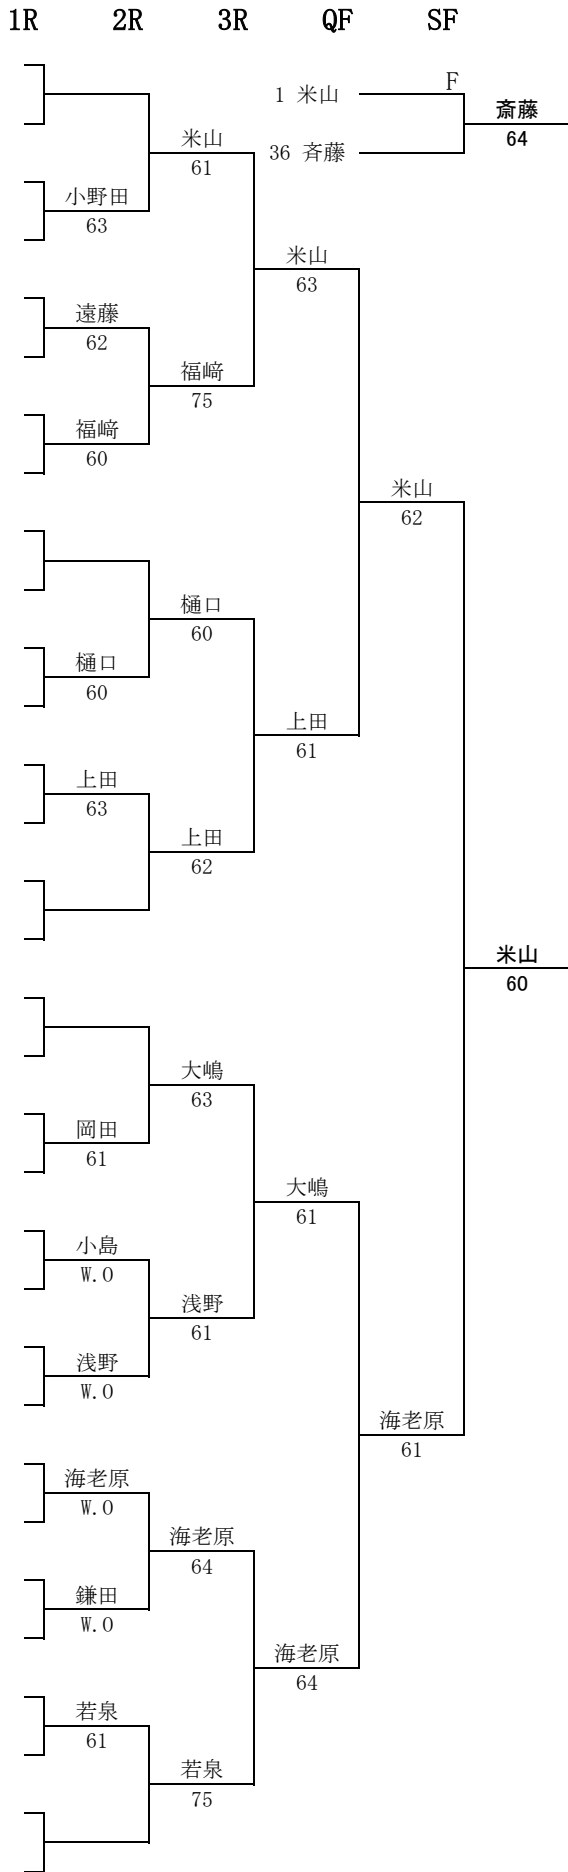 1R 2R 3R QF SF
F
1 米山
斎藤
64
米山
36 斉藤
61
小野田
63
米山
63
遠藤
62
福﨑
75
福﨑
60
米山
62
樋口
60
樋口
60
上田
61
上田
63
上田
62
米山
60
大嶋
63
岡田
61
大嶋
61
小島
W.O
浅野
61
浅野
W.O
海老原
61
海老原
W.O
海老原
64
鎌田
W.O
海老原
64
若泉
61
若泉
75